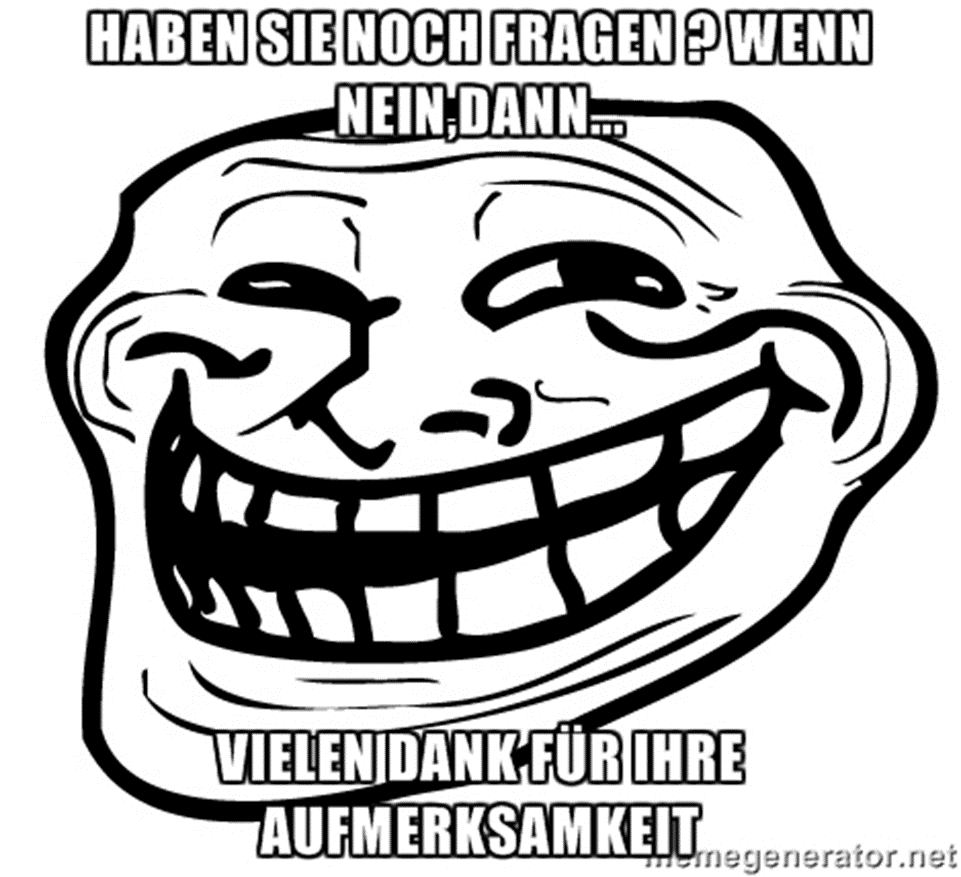 HABEN SIE NOCH FRAGEN ? WENN
NEIN,DANN...
VIELEN DANK FÜR IHRE
AUFMERKSAMKEIT
memegenerator.net